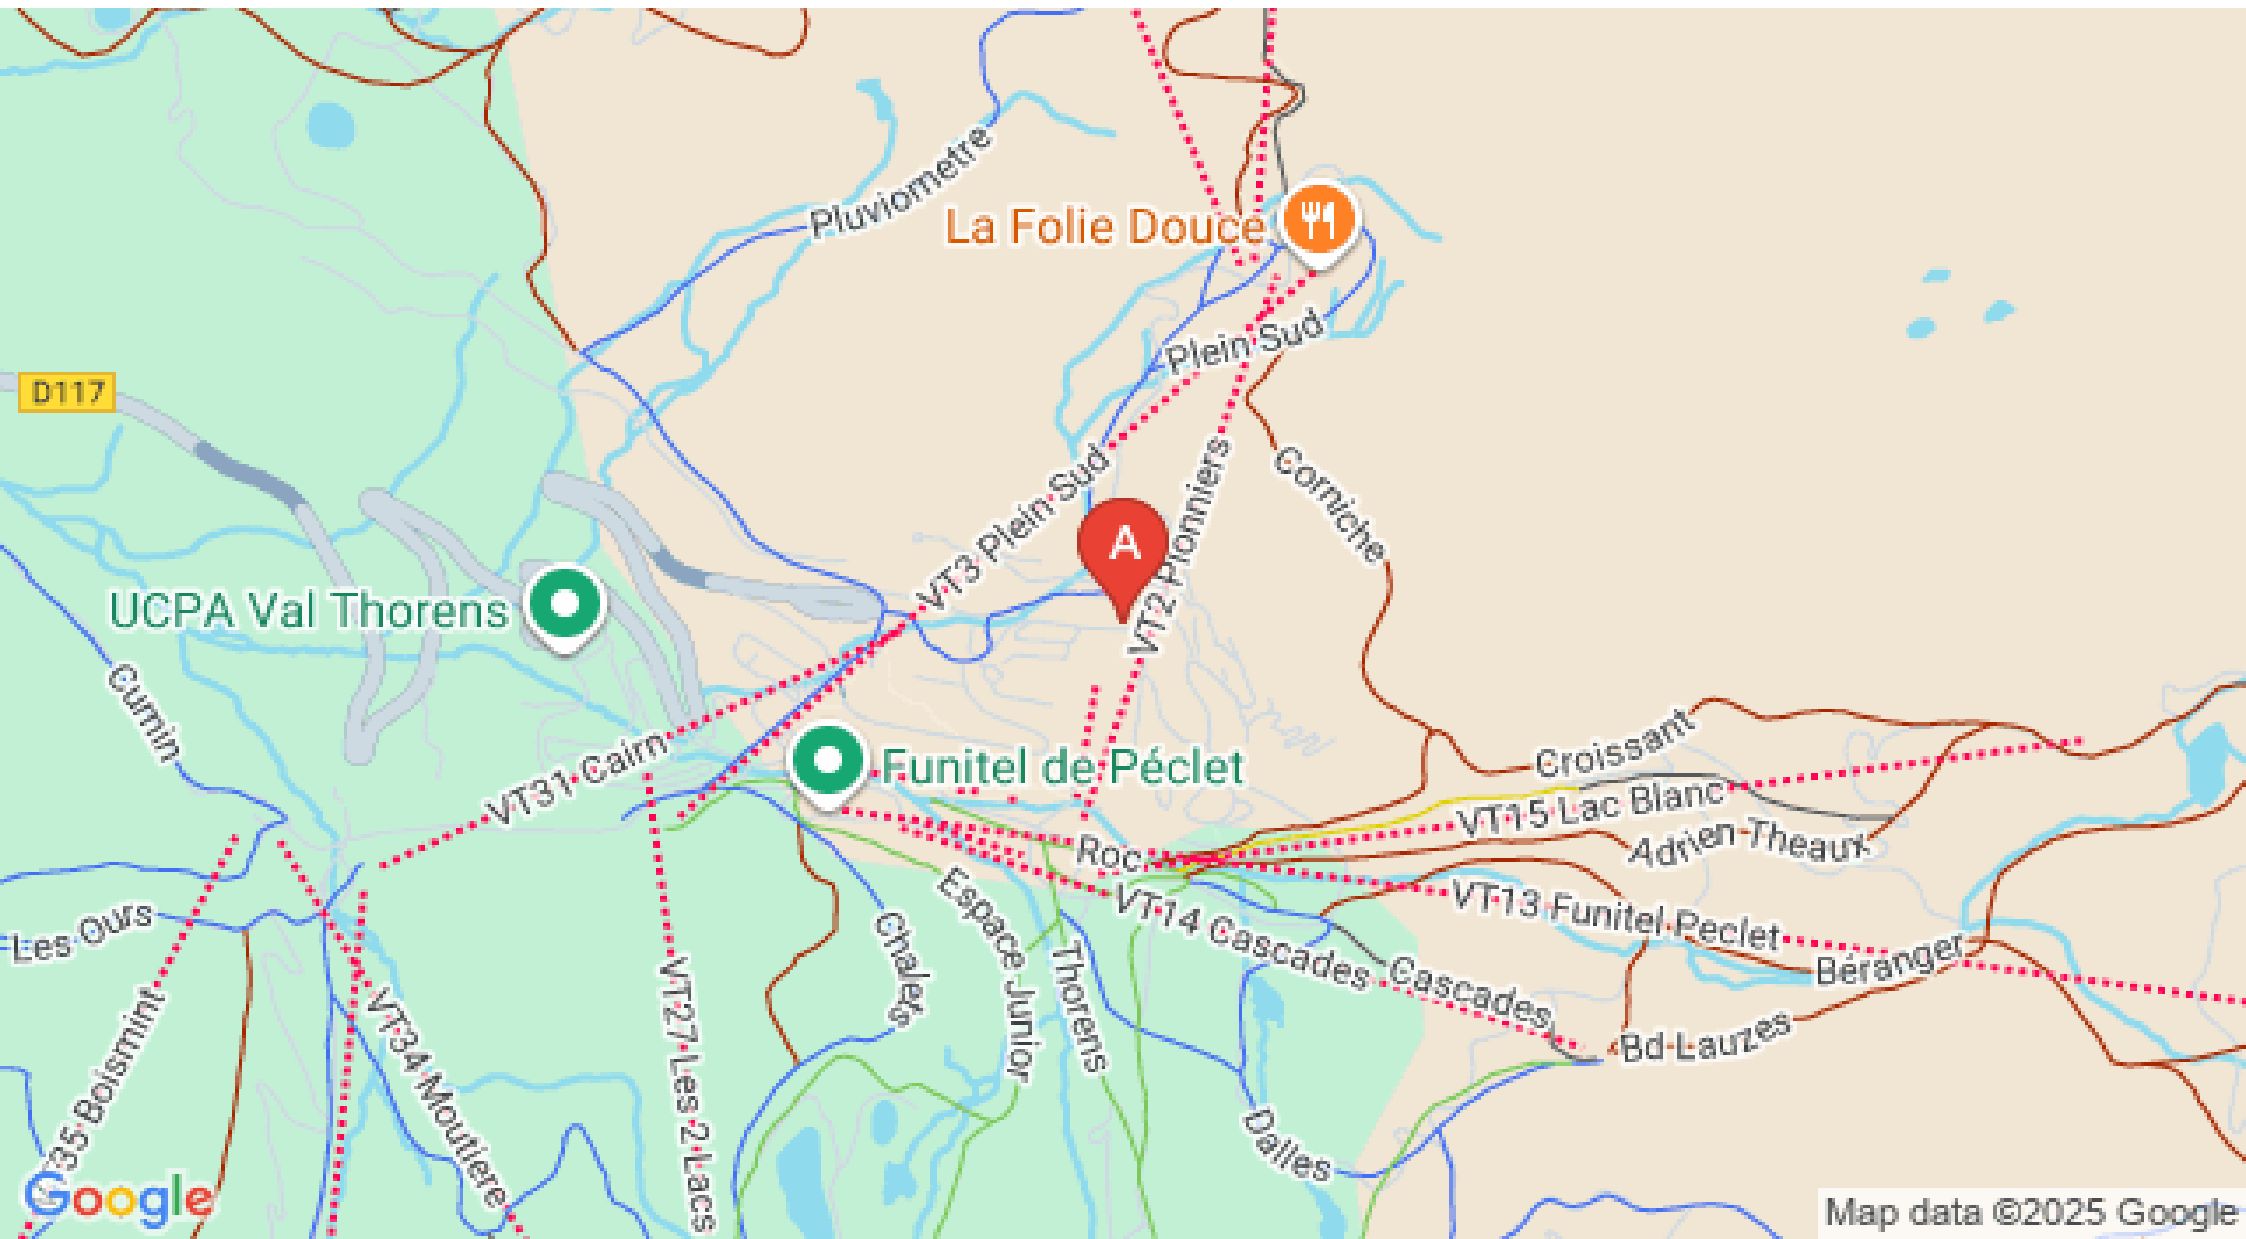 Pluviometre
La Folie Douce
Plein Sud
D117
VT3 Plein Sud
VT2 Pionniers
Corniche
A
UCPA Val Thorens
Cumin
VT31 Cairn
Funitel de Péclet
Croissant
VT15 Lac Blanc
Adrien Theaux
Roc
VT13 Funitel Peclet
VT14 Cascades
Les Ours
Chalets
Espace Junior
Thorens
Cascades
Béranger
Bd Lauzes
VT27 Les 2 Lacs
VT34 Moutiere
T35 Boismint
Dalles
Google
Map data ©2025 Google